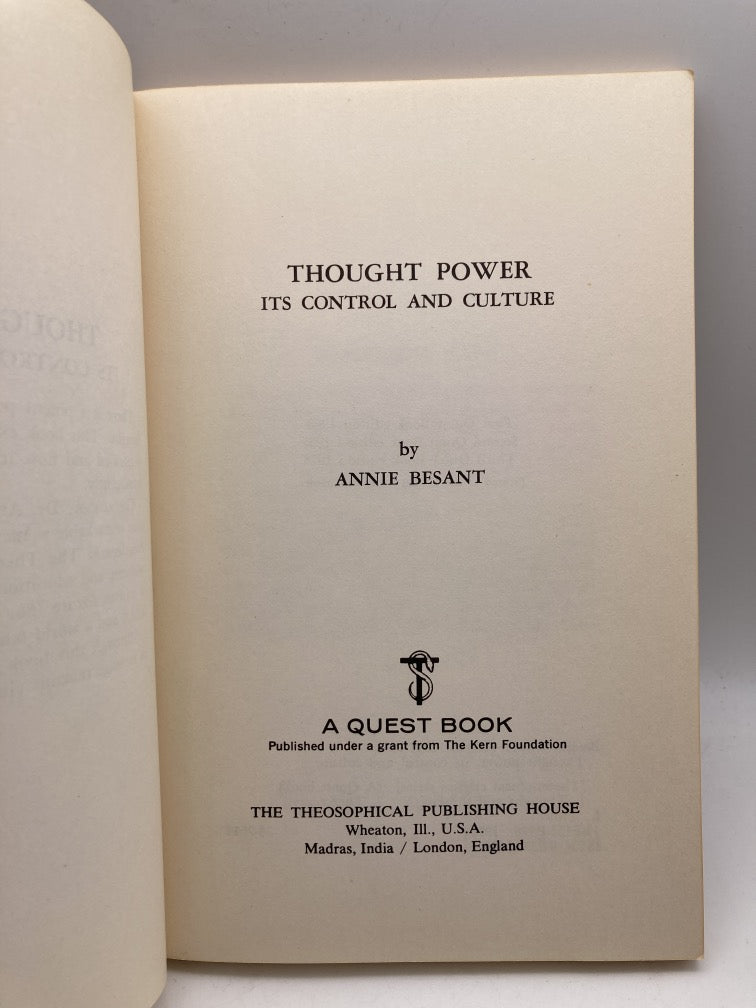 THOUGHT POWER
ITS CONTROL AND CULTURE
by
ANNIE BESANT
A QUEST BOOK
Published under a grant from The Kern Foundation
THE THEOSOPHICAL PUBLISHING HOUSE
Wheaton, Ill., U.S.A.
Madras, India / London, England